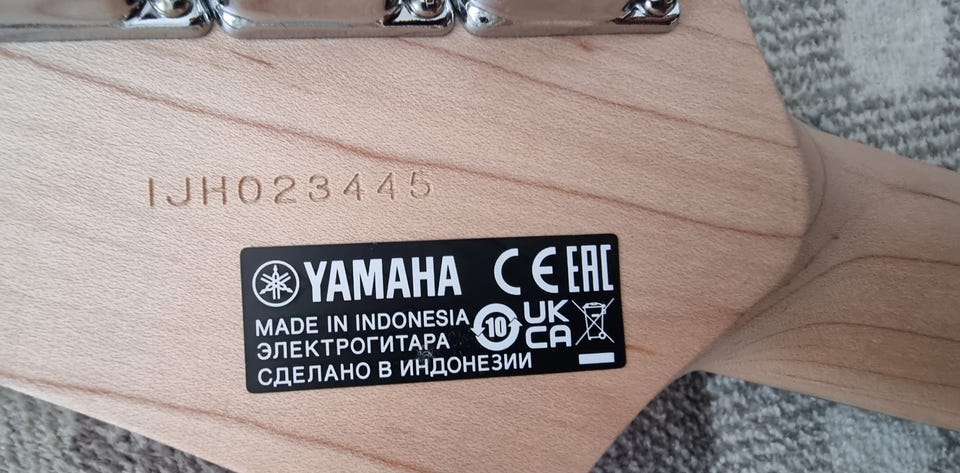 IJH023445
YAMAHA CE EAC
MADE IN INDONESIA 10 UK CA
ЭЛЕКТРОГИТАРА
СДЕЛАНО В ИНДОНЕЗИИ